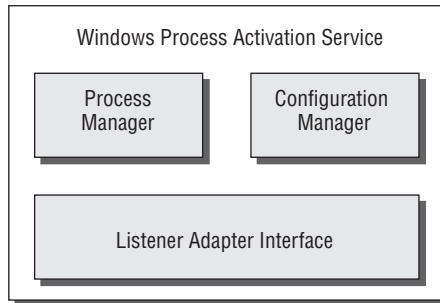 Windows Process Activation Service
Process
Manager
Configuration
Manager
Listener Adapter Interface